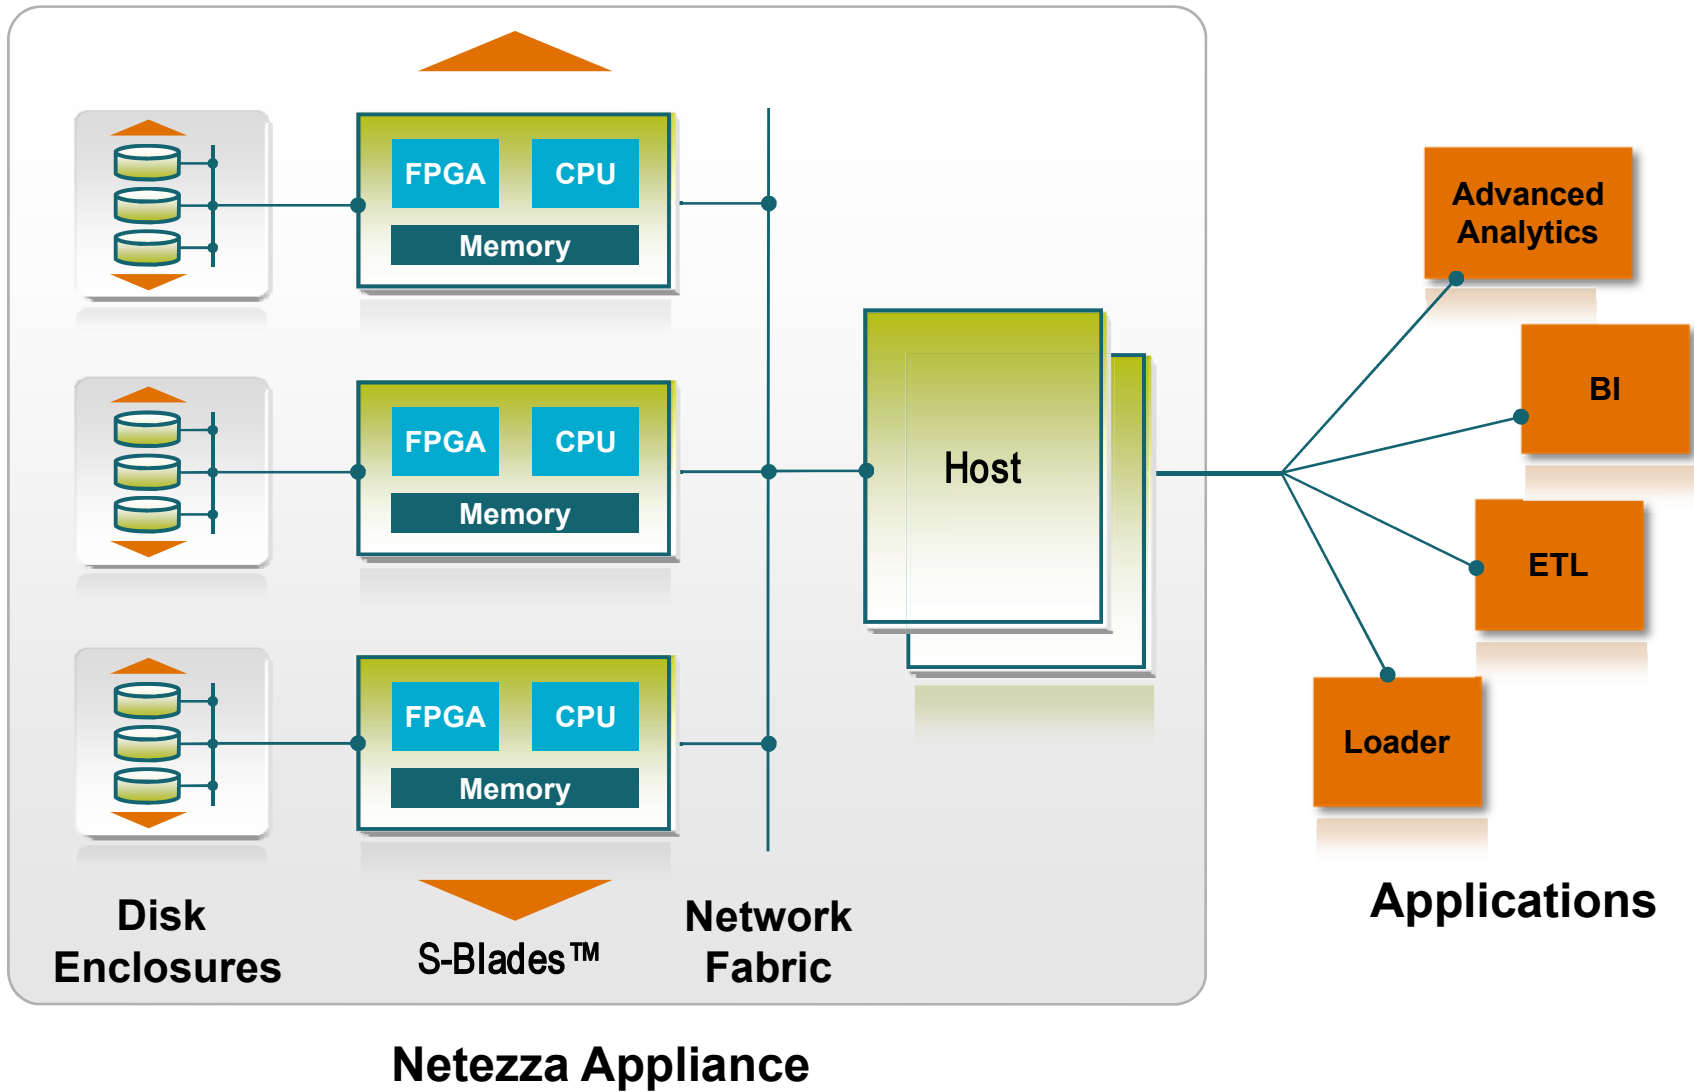 FPGA CPU
Memory
FPGA CPU
Memory
FPGA CPU
Memory
Host
Advanced
Analytics
BI
ETL
Loader
Disk
Enclosures
S-Blades™
Network
Fabric
Applications
Netezza Appliance